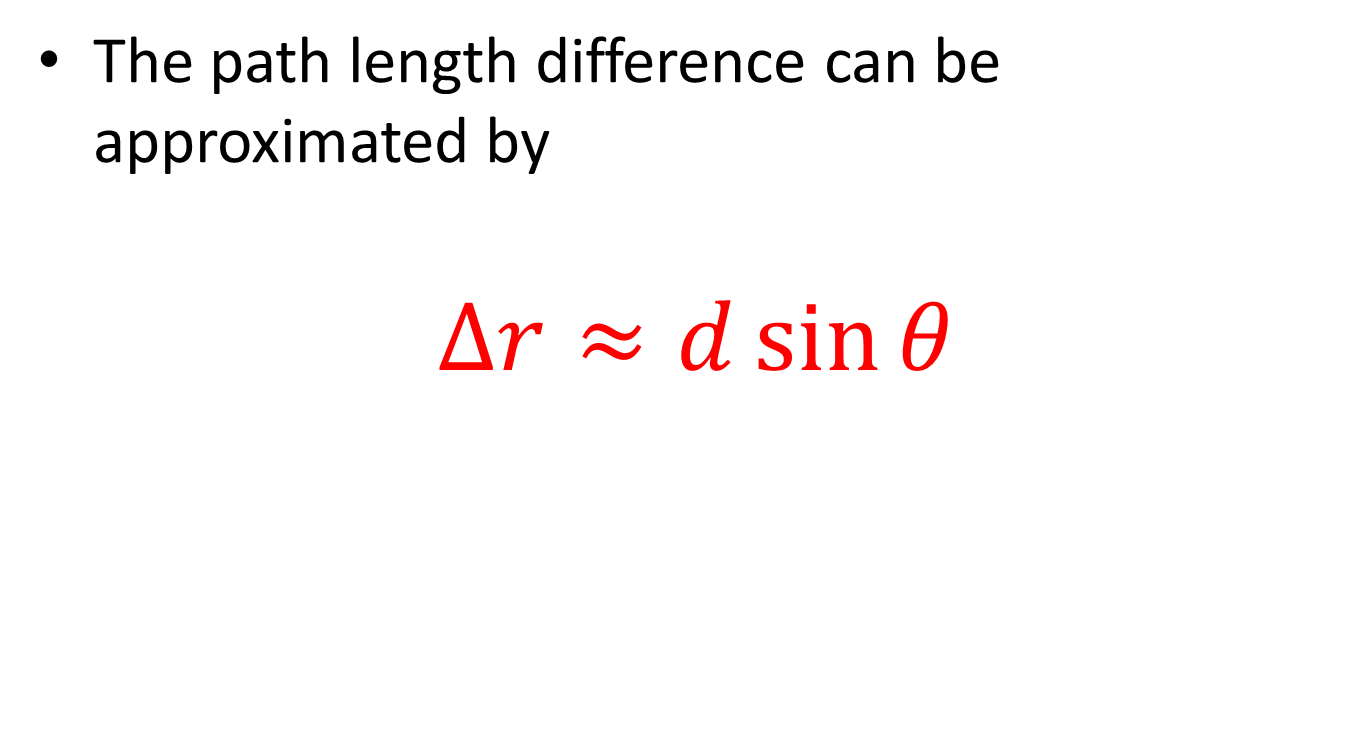 • The path length difference can be
approximated by
Δr ≈ d sin θ